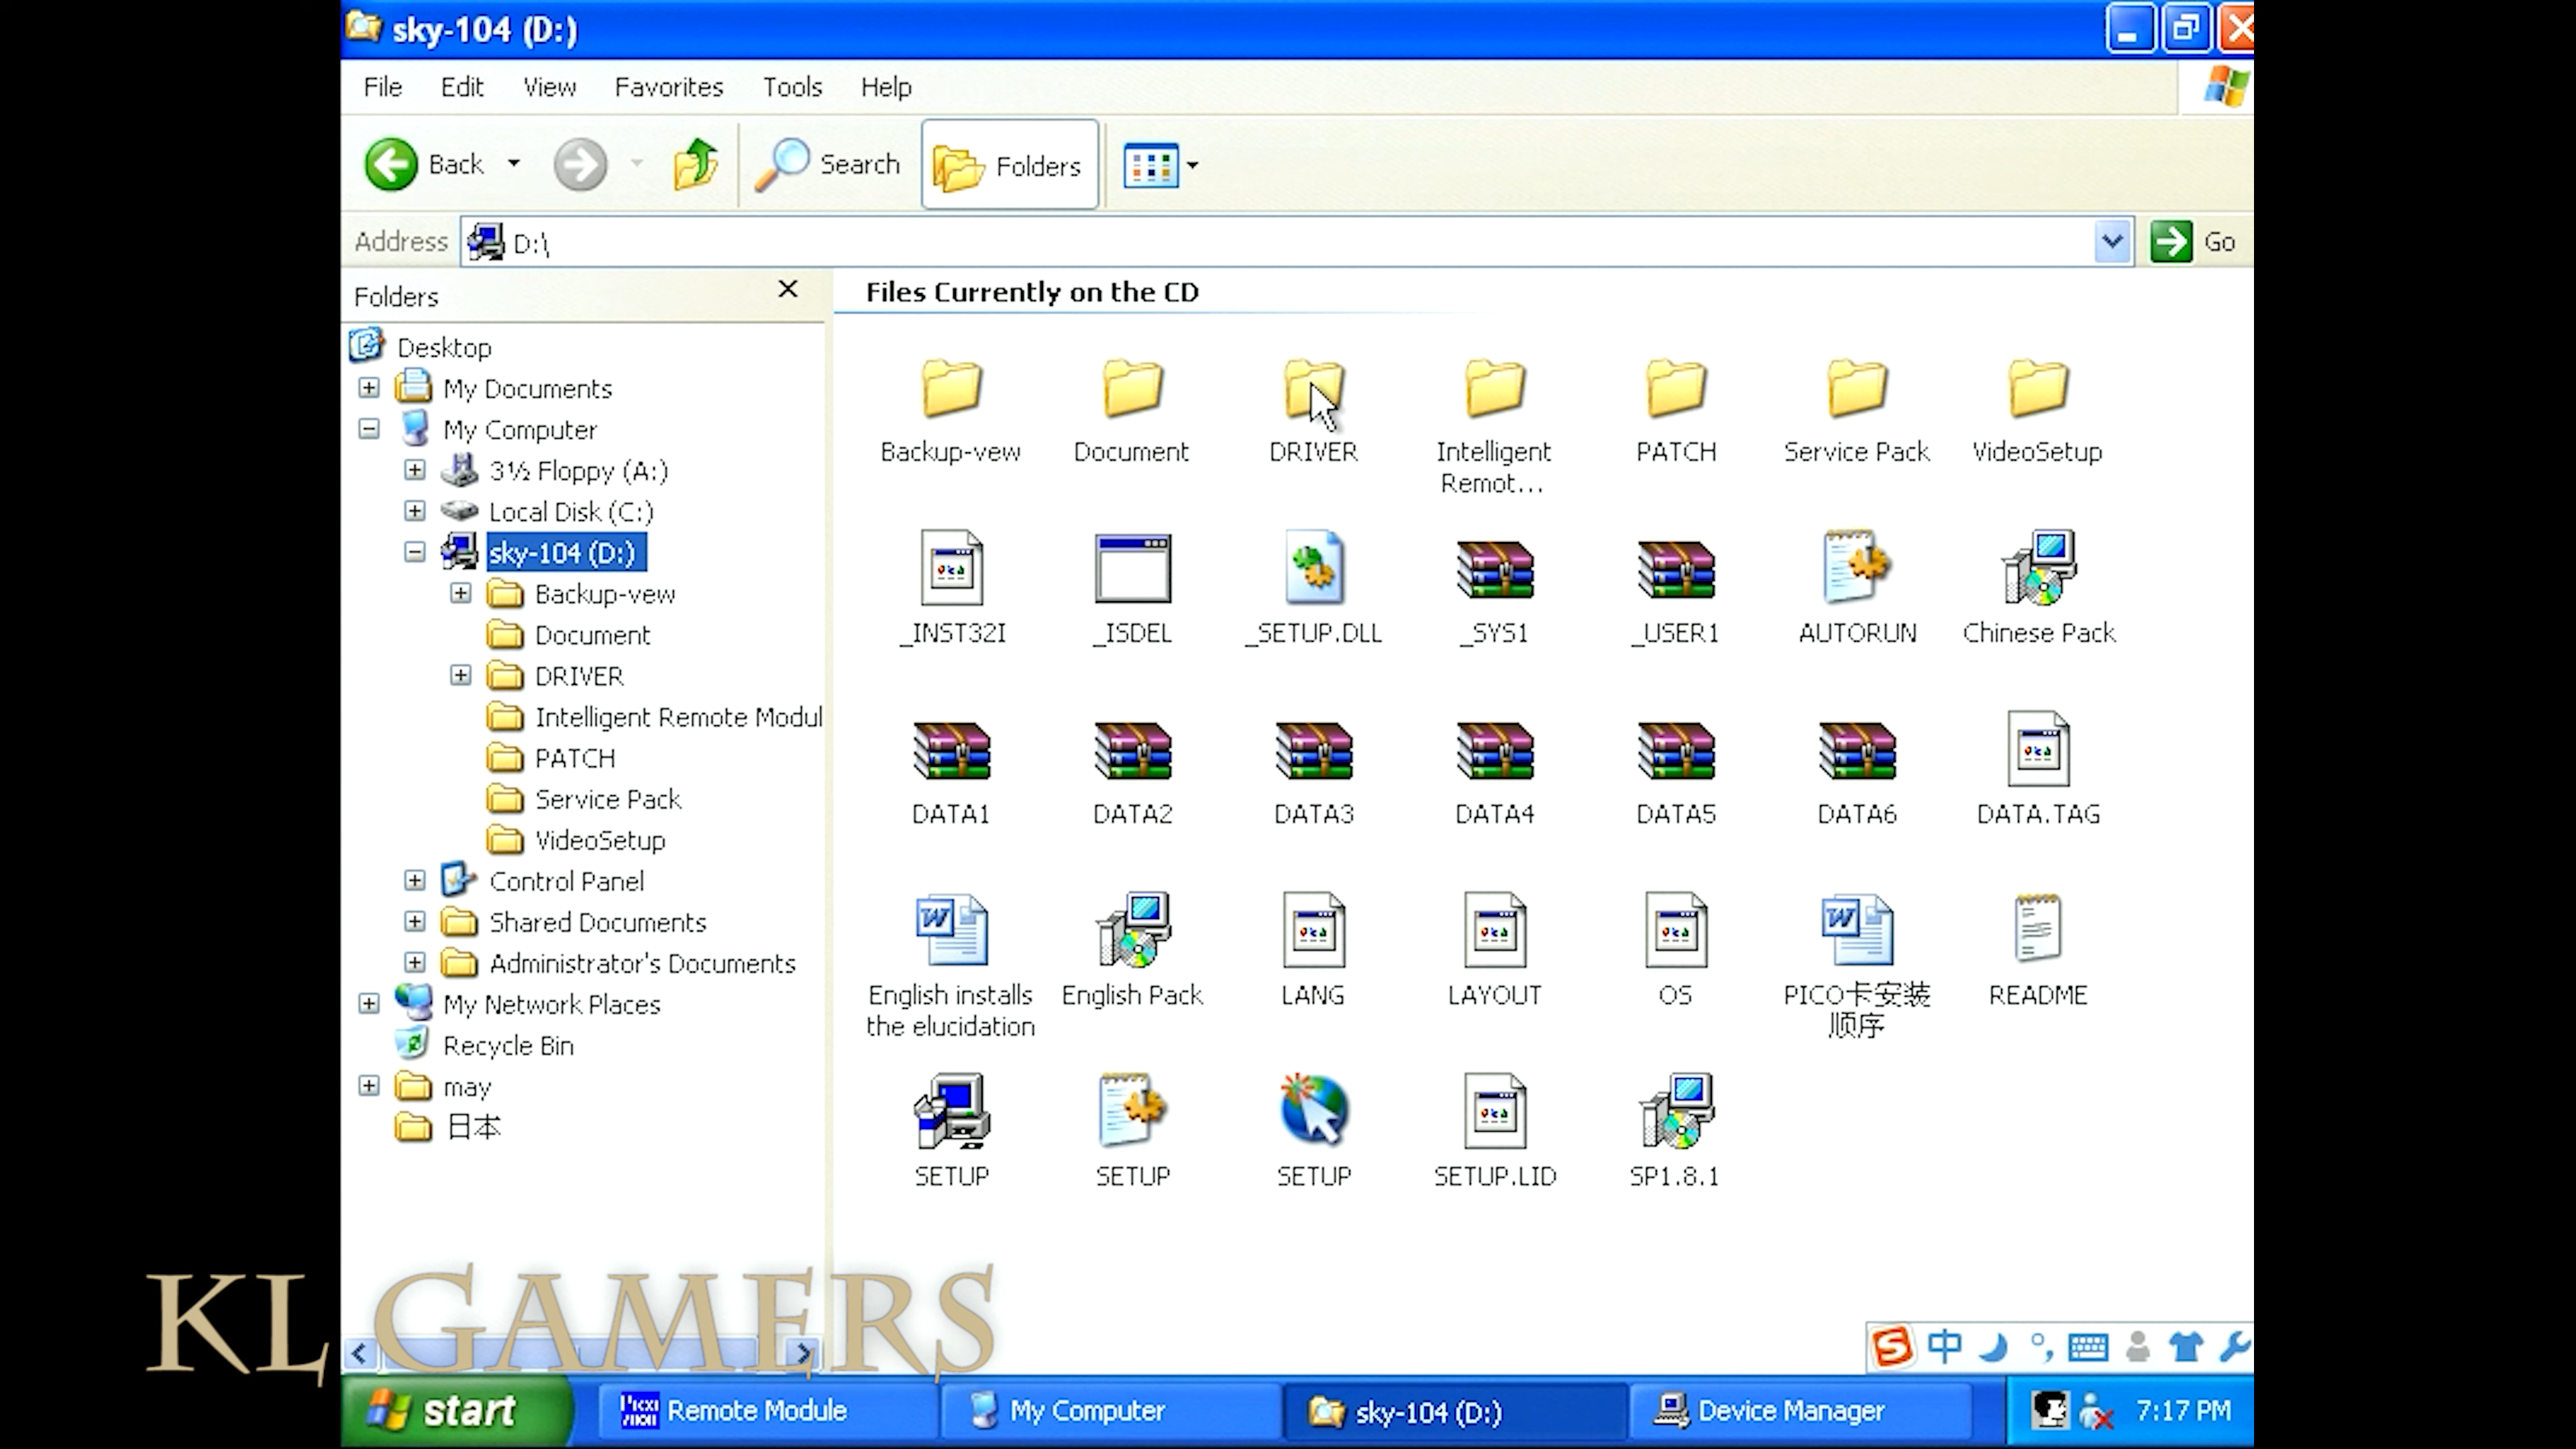 sky-104 (D:)
File Edit View Favorites Tools Help
Back Search Folders
Address D:\ Go
Folders
Desktop
My Documents
My Computer
3½ Floppy (A:)
Local Disk (C:)
sky-104 (D:)
Backup-vew
Document
DRIVER
Intelligent Remote Modul
PATCH
Service Pack
VideoSetup
Control Panel
Shared Documents
Administrator's Documents
My Network Places
Recycle Bin
may
日本
Files Currently on the CD
Backup-vew Document DRIVER Intelligent PATCH Service Pack VideoSetup
Remot...
_INST32I _ISDEL _SETUP.DLL _SYS1 _USER1 AUTORUN Chinese Pack
DATA1 DATA2 DATA3 DATA4 DATA5 DATA6 DATA.TAG
English installs English Pack LANG LAYOUT OS PICO卡安装 README
the elucidation 顺序
SETUP SETUP SETUP SETUP.LID SP1.8.1
KL GAMERS
中
start Remote Module My Computer sky-104 (D:) Device Manager 7:17 PM